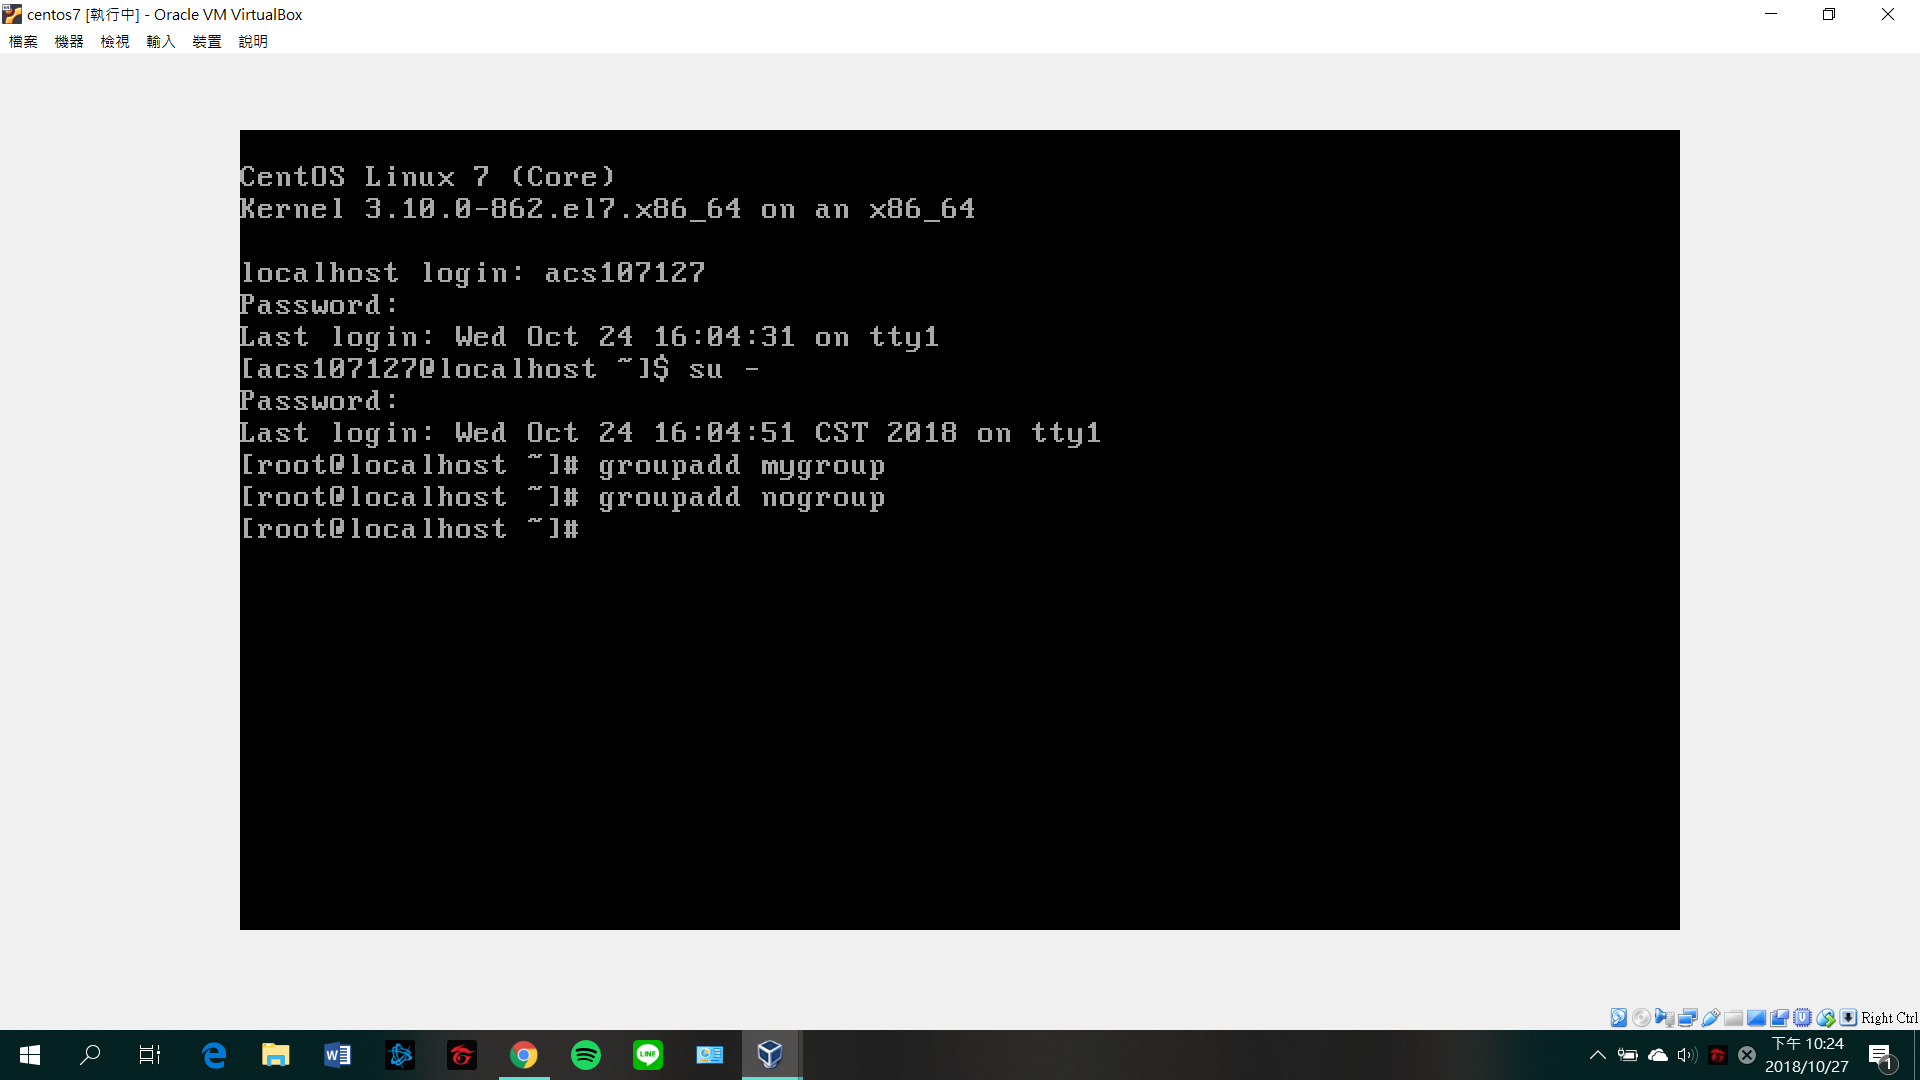 centos7 [執行中] - Oracle VM VirtualBox
檔案 機器 檢視 輸入 裝置 說明
CentOS Linux 7 (Core)
Kernel 3.10.0-862.el7.x86_64 on an x86_64
localhost login: acs107127
Password:
Last login: Wed Oct 24 16:04:31 on tty1
[acs107127@localhost ~]$ su -
Password:
Last login: Wed Oct 24 16:04:51 CST 2018 on tty1
[root@localhost ~]# groupadd mygroup
[root@localhost ~]# groupadd nogroup
[root@localhost ~]#
Right Ctrl
LINE
下午 10:24
2018/10/27
1